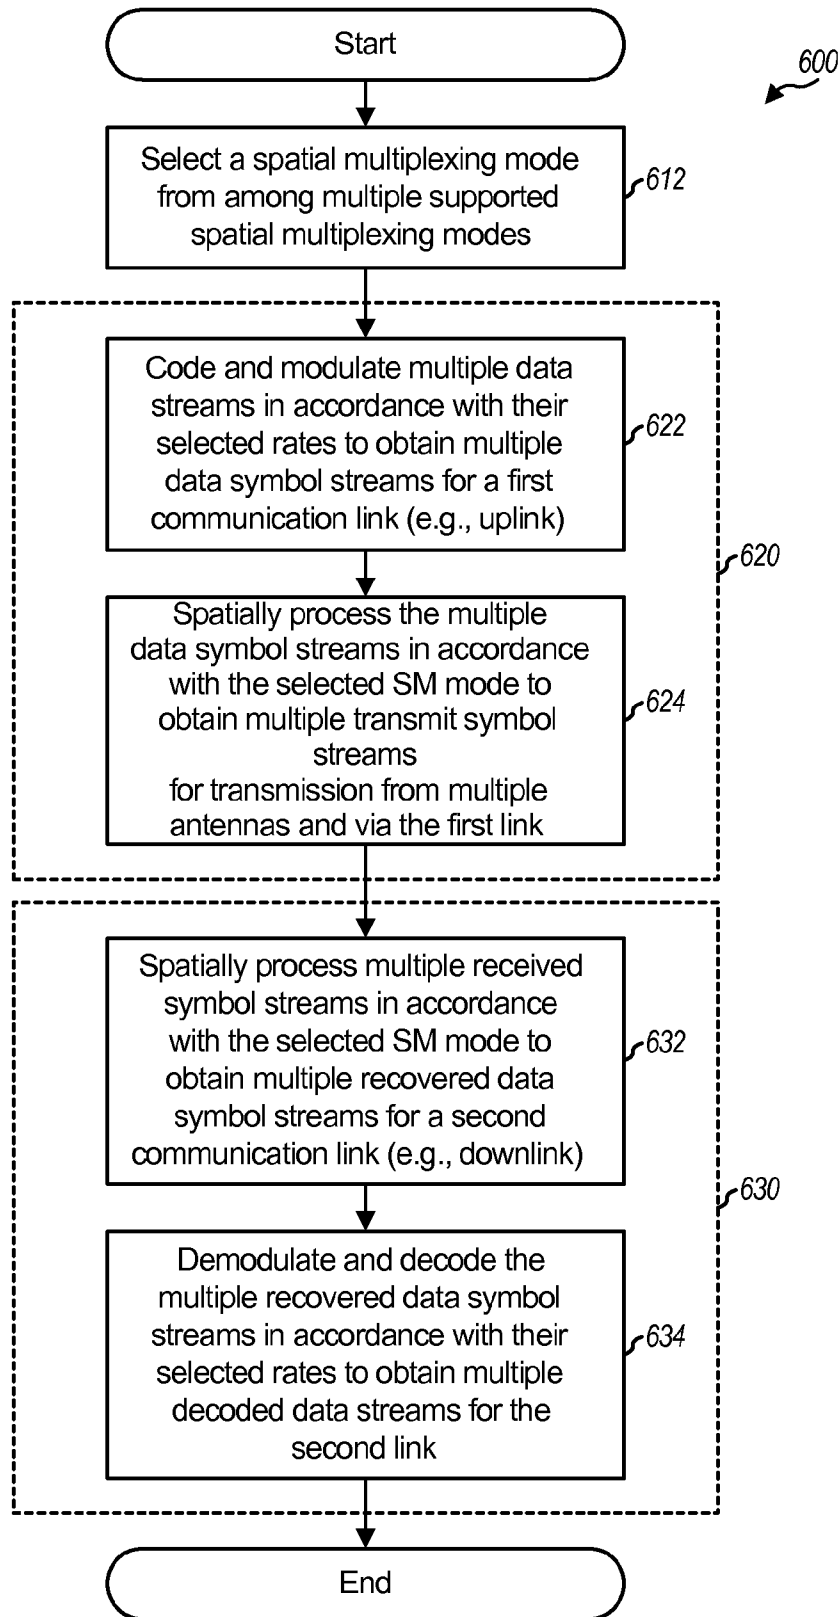 Start
600
Select a spatial multiplexing mode
from among multiple supported
spatial multiplexing modes
612
Code and modulate multiple data
streams in accordance with their
selected rates to obtain multiple
data symbol streams for a first
communication link (e.g., uplink)
622
620
Spatially process the multiple
data symbol streams in accordance
with the selected SM mode to
obtain multiple transmit symbol
streams
for transmission from multiple
antennas and via the first link
624
Spatially process multiple received
symbol streams in accordance
with the selected SM mode to
obtain multiple recovered data
symbol streams for a second
communication link (e.g., downlink)
632
630
Demodulate and decode the
multiple recovered data symbol
streams in accordance with their
selected rates to obtain multiple
decoded data streams for the
second link
634
End